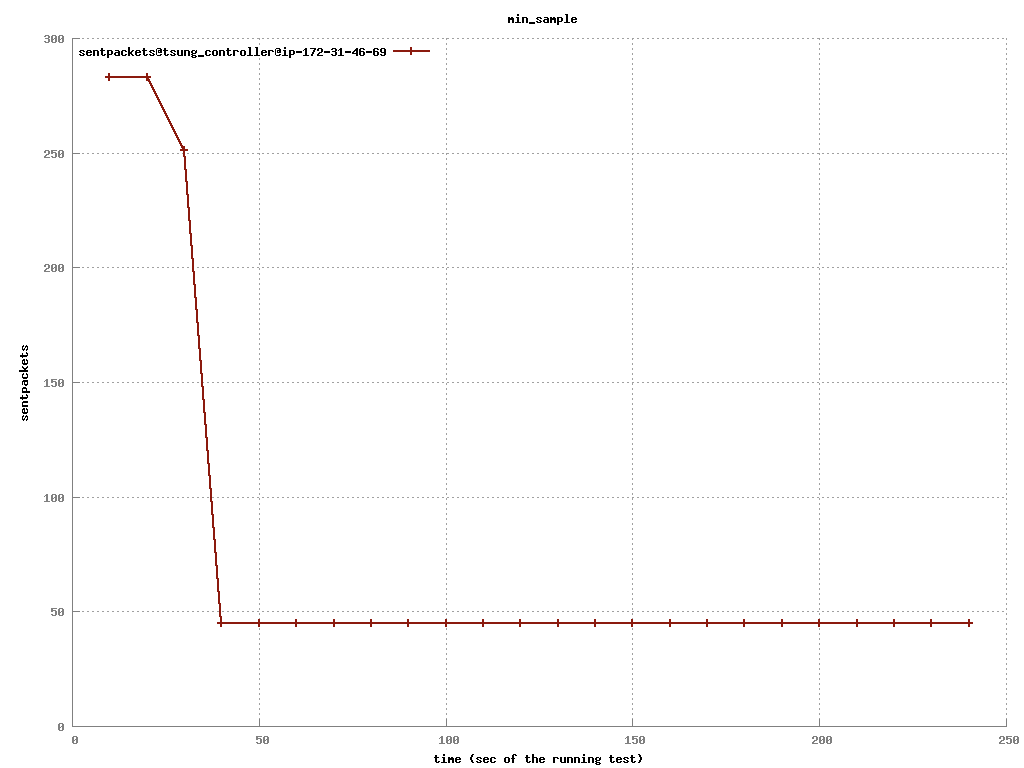 min_sample
300
sentpackets@tsung_controller@ip-172-31-46-69
250
200
150
100
50
0
sentpackets
0 50 100 150 200 250
time (sec of the running test)